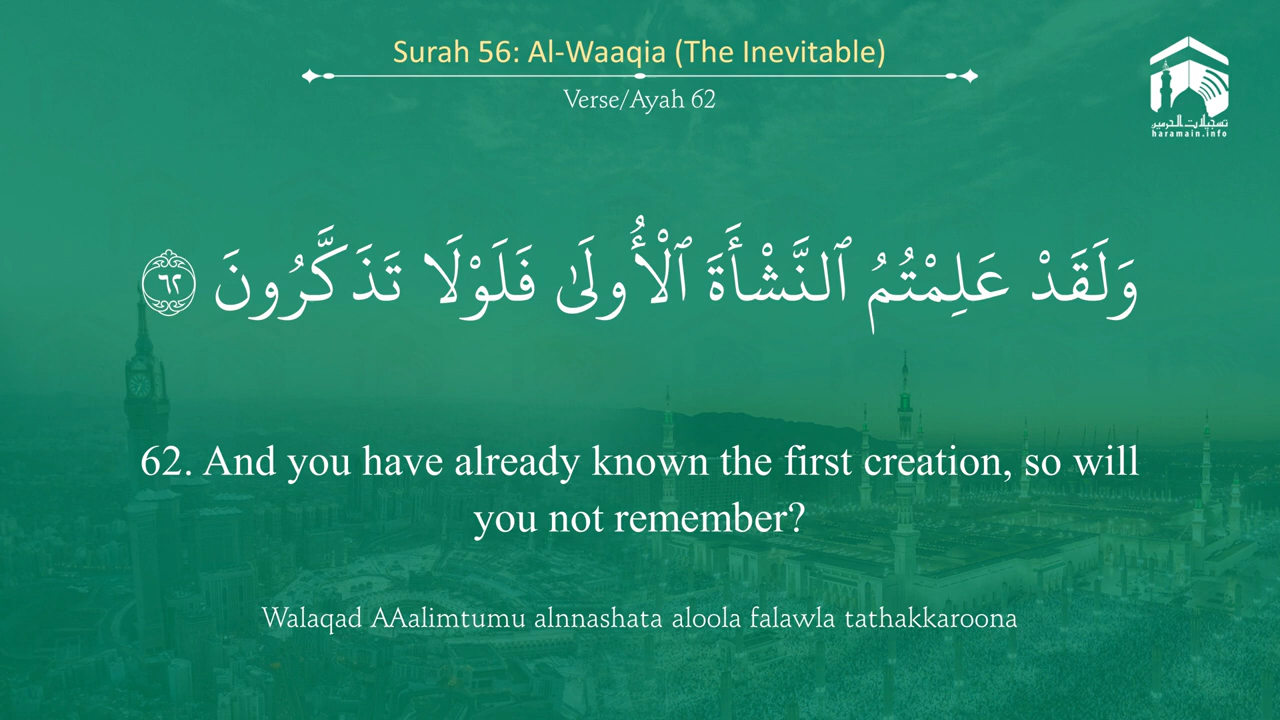 Surah 56: Al-Waaqia (The Inevitable)
Verse/Ayah 62
تسجيلات الحرمين
haramain.info
وَلَقَدْ عَلِمْتُمُ ٱلنَّشْأَةَ ٱلْأُولَىٰ فَلَوْلَا تَذَكَّرُونَ ٦٢
62. And you have already known the first creation, so will
you not remember?
Walaqad AAalimtumu alnnashata aloola falawla tathakkaroona